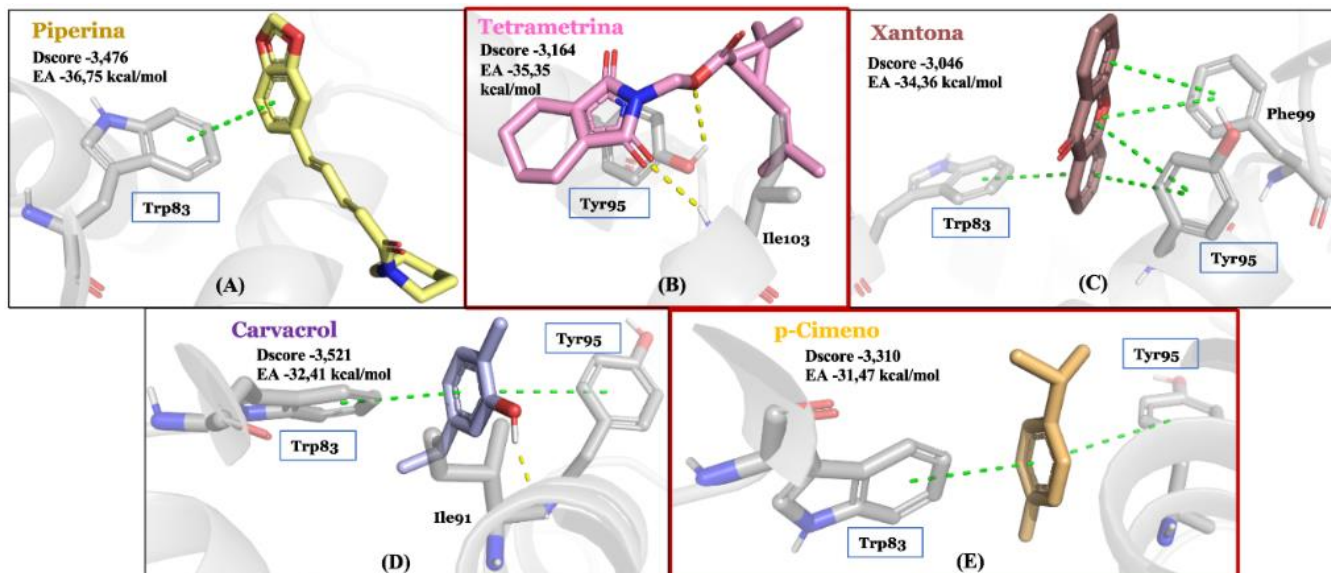 Piperina
Dscore -3,476
EA -36,75 kcal/mol
Trp83
(A)
Tetrametrina
Dscore -3,164
EA -35,35
kcal/mol
Tyr95
Ile103
(B)
Xantona
Dscore -3,046
EA -34,36 kcal/mol
Phe99
Trp83
Tyr95
(C)
Carvacrol
Dscore -3,521
EA -32,41 kcal/mol
Tyr95
Trp83
Ile91
(D)
p-Cimeno
Dscore -3,310
EA -31,47 kcal/mol
Tyr95
Trp83
(E)